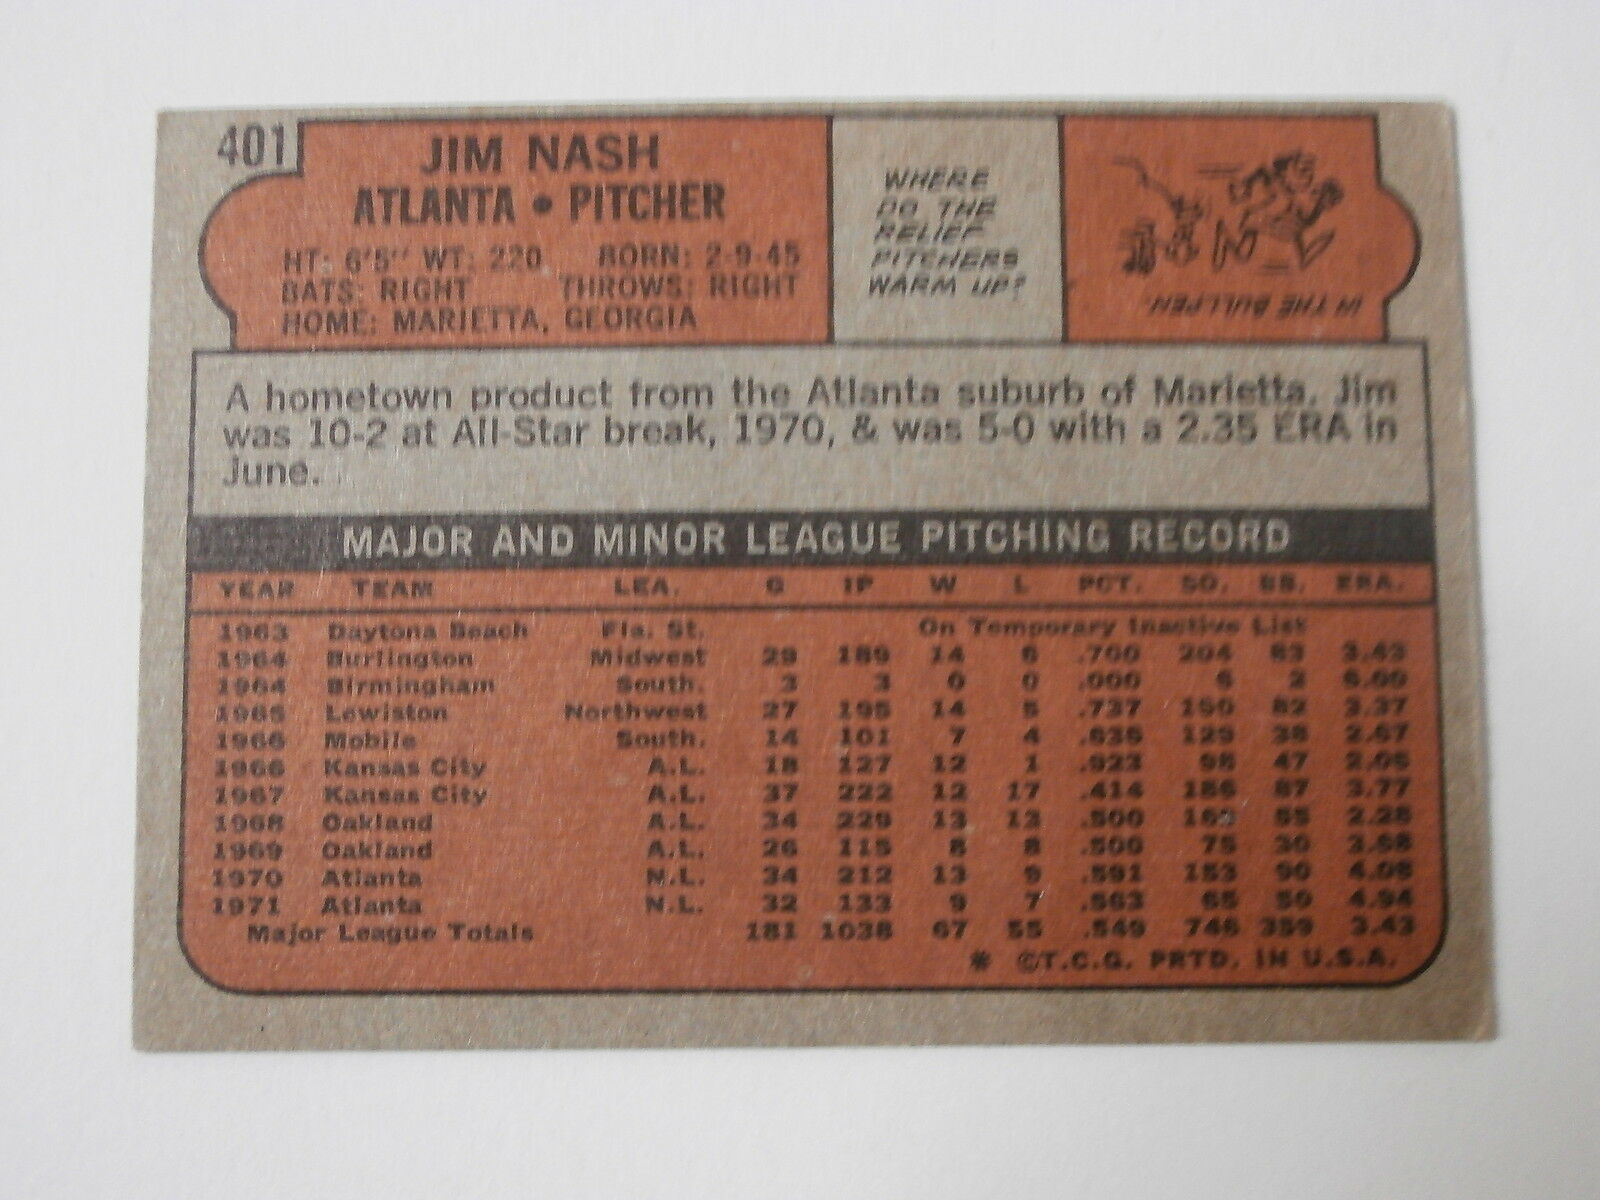 401
JIM NASH
ATLANTA • PITCHER
HT: 6'5" WT: 220 BORN: 2-9-45
BATS: RIGHT THROWS: RIGHT
HOME: MARIETTA, GEORGIA
WHERE
DO THE
RELIEF
PITCHERS
WARM UP?
IN THE BULLPEN.
A hometown product from the Atlanta suburb of Marietta, Jim
was 10-2 at All-Star break, 1970, & was 5-0 with a 2.35 ERA in
June.
MAJOR AND MINOR LEAGUE PITCHING RECORD
YEAR TEAM LEA. G IP W L PCT. SO. BB. ERA.
1963 Daytona Beach Fla. St. On Temporary Inactive List
1964 Burlington Midwest 29 189 14 6 .700 204 83 3.43
1964 Birmingham South. 3 3 0 0 .000 6 2 6.00
1965 Lewiston Northwest 27 195 14 5 .737 82 3.37
1966 Mobile South. 14 101 7 4 .636 129 38 2.67
1966 Kansas City A.L. 18 127 12 1 .923 98 47 2.05
1967 Kansas City A.L. 37 222 12 17 .414 186 87 3.77
1968 Oakland A.L. 34 229 13 13 .500 169 55 2.28
1969 Oakland A.L. 26 115 8 8 .500 75 30 3.68
1970 Atlanta N.L. 34 212 13 9 .591 153 90 4.08
1971 Atlanta N.L. 32 133 9 7 .563 65 50 4.94
Major League Totals 181 1038 67 55 .549 746 359 3.43
* ©T.C.G. PRTD. IN U.S.A.